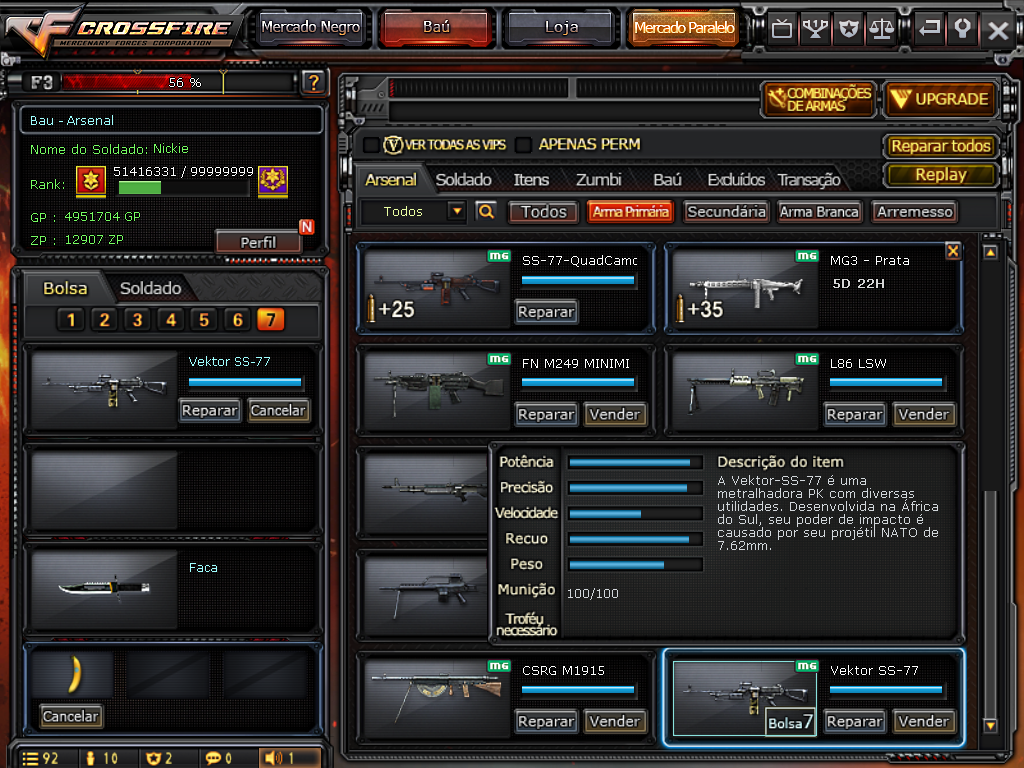 CROSSFIRE
MERCENARY FORCES CORPORATION
Mercado Negro
Baú
Loja
Mercado Paralelo
F3
56 %
?
COMBINAÇÕES
DE ARMAS
UPGRADE
Bau - Arsenal
Nome do Soldado: Nickie
Rank:
51416331 / 99999999
GP : 4951704 GP
ZP : 12907 ZP
Perfil
N
VER TODAS AS VIPS
APENAS PERM
Reparar todos
Replay
Arsenal
Soldado
Itens
Zumbi
Baú
Excluídos
Transação
Todos
Todos
Arma Primária
Secundária
Arma Branca
Arremesso
Bolsa
Soldado
1 2 3 4 5 6 7
Vektor SS-77
Reparar
Cancelar
Faca
Cancelar
92
10
2
0
1
MG
SS-77-QuadCamo
+25
Reparar
MG
MG3 - Prata
5D 22H
+35
MG
FN M249 MINIMI
Reparar
Vender
MG
L86 LSW
Reparar
Vender
Potência
Precisão
Velocidade
Recuo
Peso
Munição
100/100
Troféu
necessário
Descrição do item
A Vektor-SS-77 é uma
metralhadora PK com diversas
utilidades. Desenvolvida na África
do Sul, seu poder de impacto é
causado por seu projétil NATO de
7.62mm.
MG
CSRG M1915
Reparar
Vender
MG
Vektor SS-77
Bolsa7
Reparar
Vender